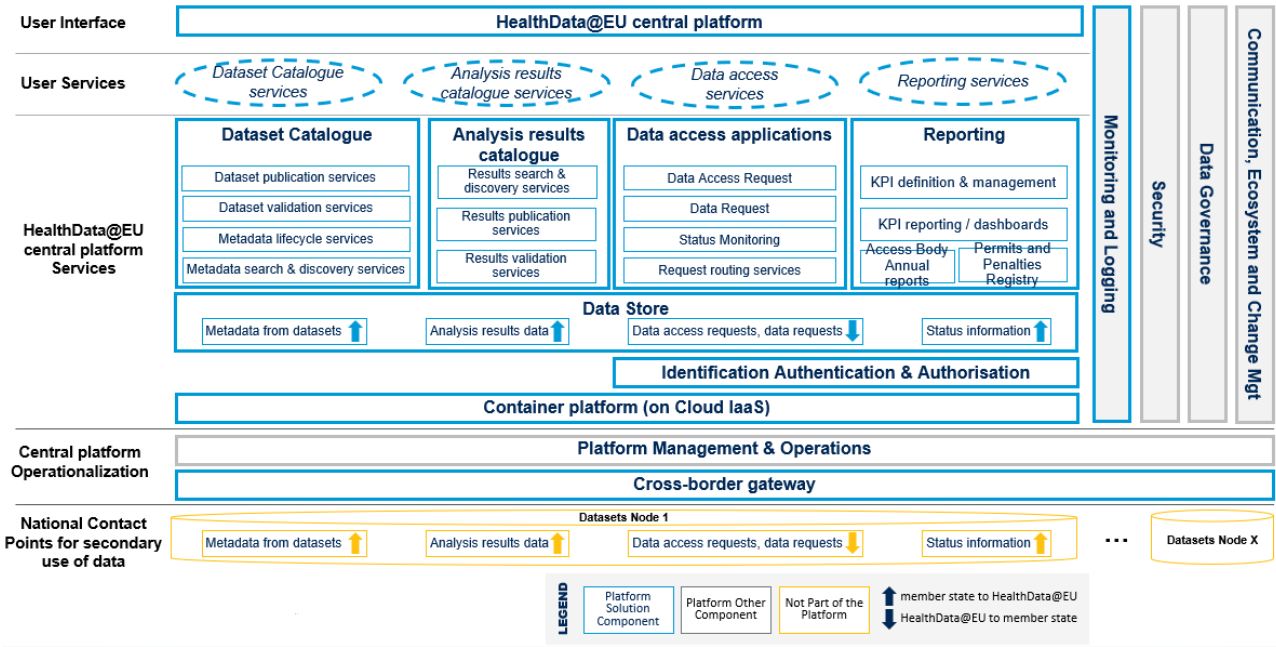 User Interface
HealthData@EU central platform
User Services
Dataset Catalogue
services
Analysis results
catalogue services
Data access
services
Reporting services
HealthData@EU
central platform
Services
Dataset Catalogue
Dataset publication services
Dataset validation services
Metadata lifecycle services
Metadata search & discovery services
Analysis results
catalogue
Results search &
discovery services
Results publication
services
Results validation
services
Data access applications
Data Access Request
Data Request
Status Monitoring
Request routing services
Reporting
KPI definition & management
KPI reporting / dashboards
Access Body
Annual
reports
Permits and
Penalties
Registry
Data Store
Metadata from datasets
Analysis results data
Data access requests, data requests
Status information
Identification Authentication & Authorisation
Container platform (on Cloud IaaS)
Monitoring and Logging
Security
Data Governance
Communication, Ecosystem and Change Mgt
Central platform
Operationalization
Platform Management & Operations
Cross-border gateway
National Contact
Points for secondary
use of data
Datasets Node 1
Metadata from datasets
Analysis results data
Data access requests, data requests
Status information
...
Datasets Node X
LEGEND
Platform
Solution
Component
Platform Other
Component
Not Part of the
Platform
member state to HealthData@EU
HealthData@EU to member state